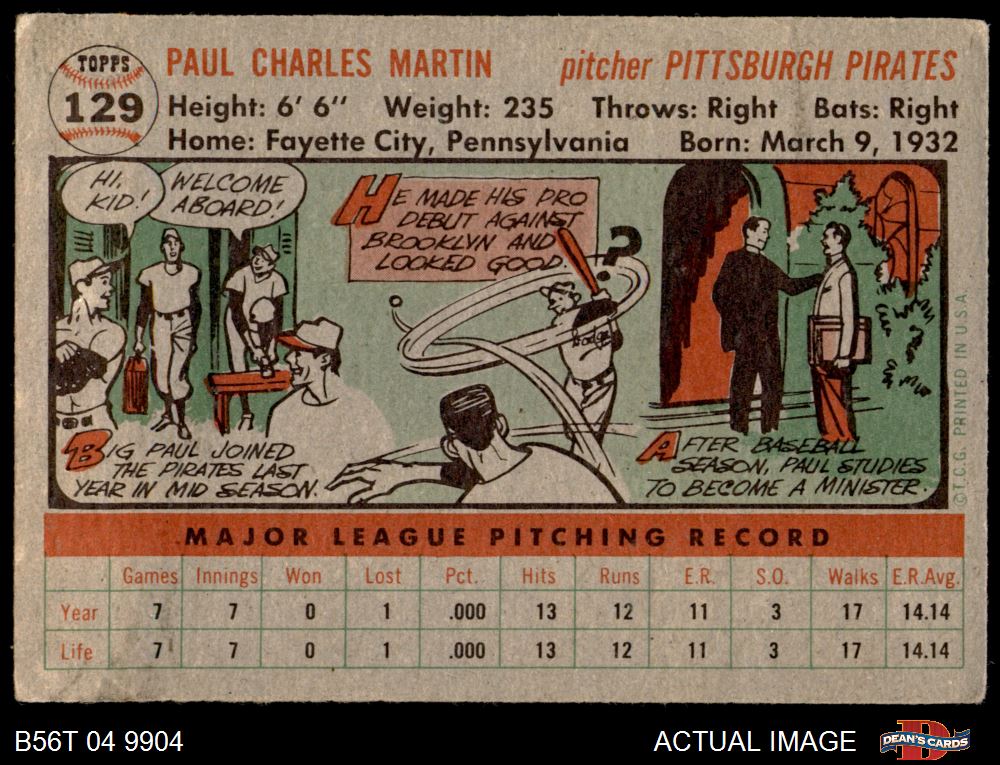 TOPPS
129
PAUL CHARLES MARTIN pitcher PITTSBURGH PIRATES
Height: 6' 6" Weight: 235 Throws: Right Bats: Right
Home: Fayette City, Pennsylvania Born: March 9, 1932
HI, KID!
WELCOME
ABOARD!
BIG PAUL JOINED
THE PIRATES LAST
YEAR IN MID SEASON.
HE MADE HIS PRO
DEBUT AGAINST
BROOKLYN AND
LOOKED GOOD.
?
Dodgers
AFTER BASEBALL
SEASON, PAUL STUDIES
TO BECOME A MINISTER.
©T.C.G. PRINTED IN U.S.A.
MAJOR LEAGUE PITCHING RECORD
Games Innings Won Lost Pct. Hits Runs E.R. S.O. Walks E.R.Avg.
Year 7 7 0 1 .000 13 12 11 3 17 14.14
Life 7 7 0 1 .000 13 12 11 3 17 14.14
B56T 04 9904 ACTUAL IMAGE DEAN'S CARDS